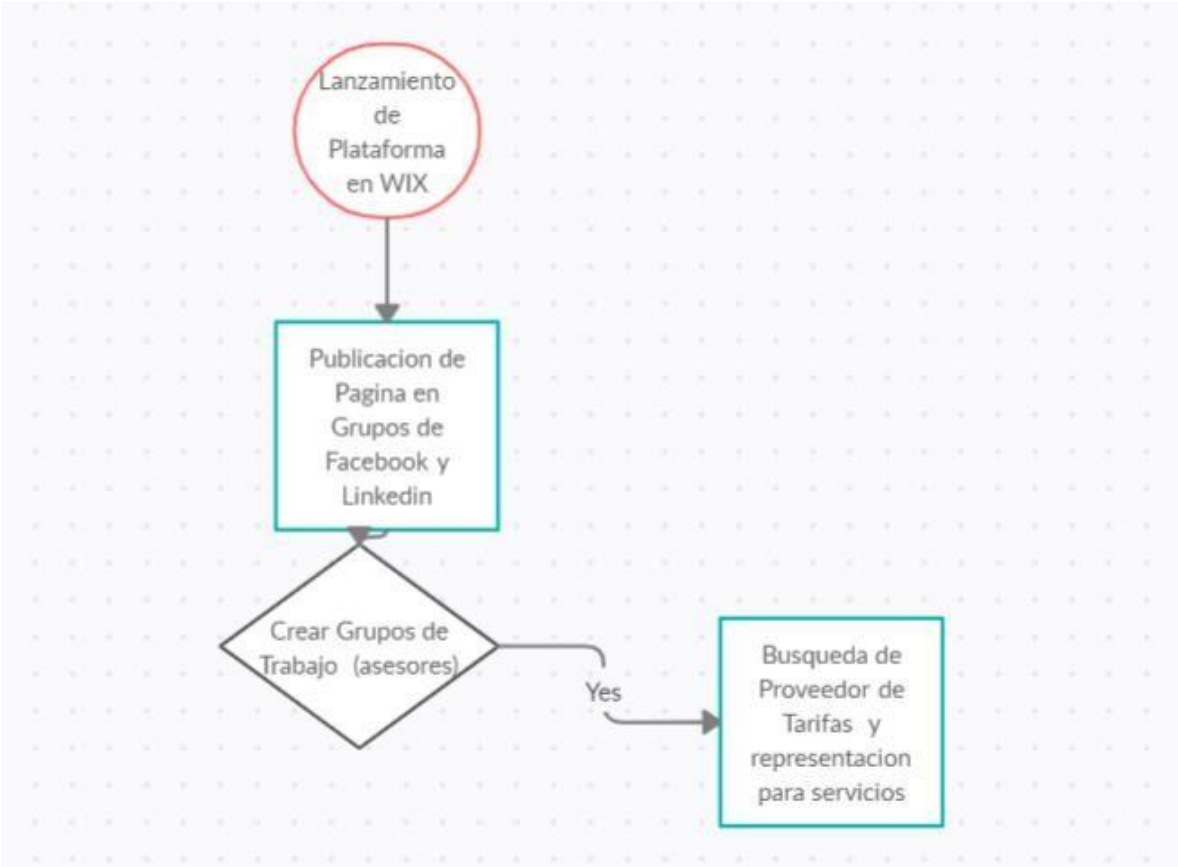 Lanzamiento
de
Plataforma
en WIX
Publicacion de
Pagina en
Grupos de
Facebook y
Linkedin
Crear Grupos de
Trabajo (asesores)
Yes
Busqueda de
Proveedor de
Tarifas y
representacion
para servicios